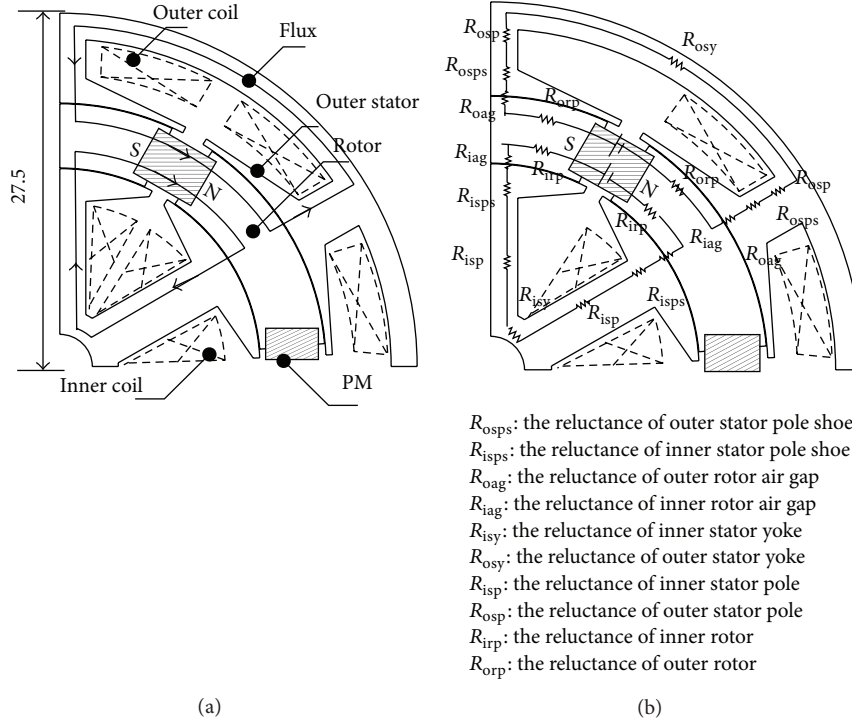 Outer coil
Flux
Outer stator
Rotor
S
N
27.5
Inner coil
PM
(a)
R_osp
R_osy
R_osps
R_orp
R_oag
S
R_iag
R_irp
N
R_orp
R_osp
R_isps
R_irp
R_osps
R_iag
R_oag
R_isp
R_isy
R_isps
R_isp
R_osps: the reluctance of outer stator pole shoe
R_isps: the reluctance of inner stator pole shoe
R_oag: the reluctance of outer rotor air gap
R_iag: the reluctance of inner rotor air gap
R_isy: the reluctance of inner stator yoke
R_osy: the reluctance of outer stator yoke
R_isp: the reluctance of inner stator pole
R_osp: the reluctance of outer stator pole
R_irp: the reluctance of inner rotor
R_orp: the reluctance of outer rotor
(b)